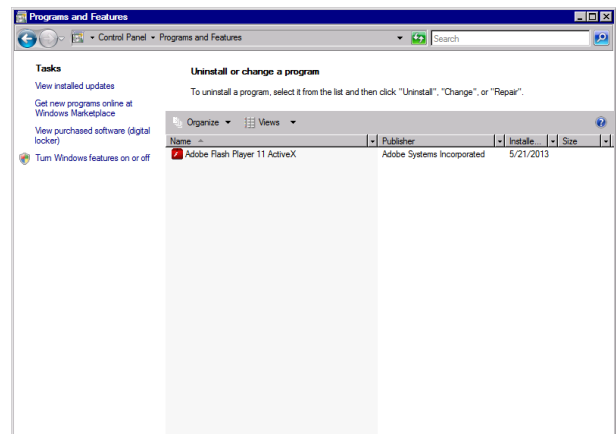 Programs and Features
Control Panel Programs and Features Search
Tasks
View installed updates
Get new programs online at
Windows Marketplace
View purchased software (digital
locker)
Turn Windows features on or off
Uninstall or change a program
To uninstall a program, select it from the list and then click "Uninstall", "Change", or "Repair".
Organize Views
Name Publisher Installe... Size
Adobe Flash Player 11 ActiveX Adobe Systems Incorporated 5/21/2013